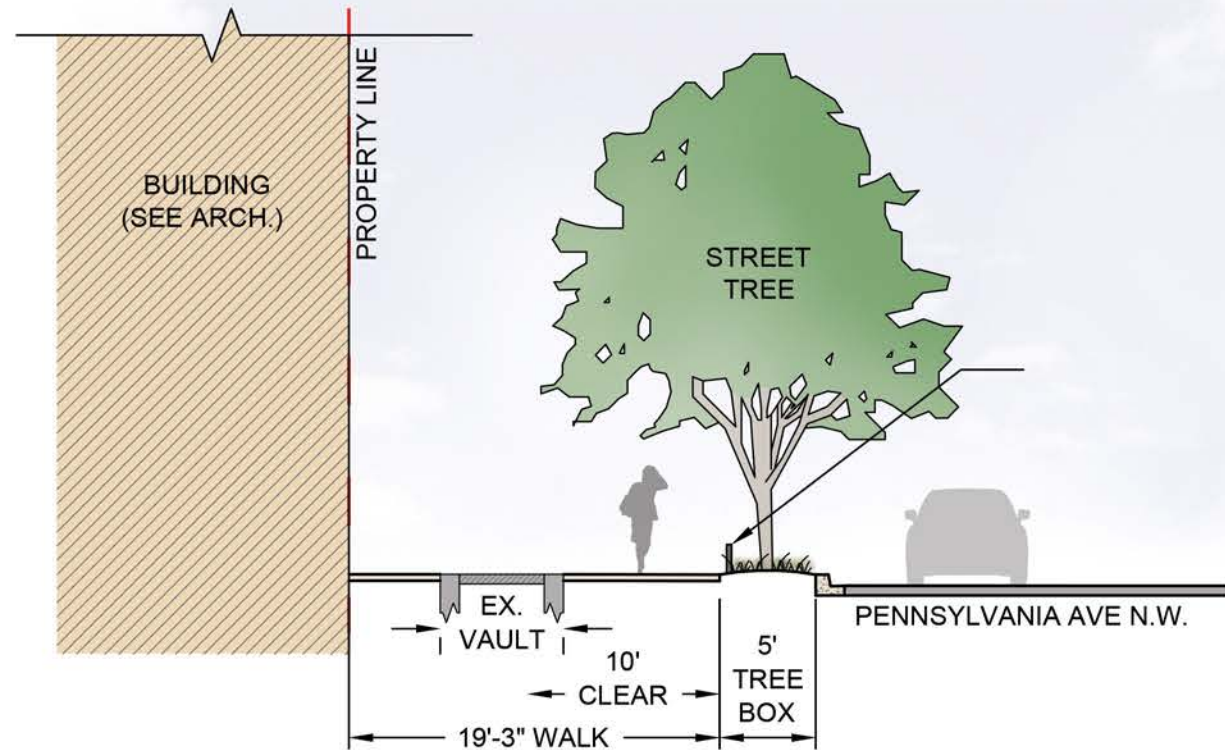 PROPERTY LINE
BUILDING
(SEE ARCH.)
STREET
TREE
EX.
VAULT
PENNSYLVANIA AVE N.W.
10'
CLEAR
5'
TREE
BOX
19'-3" WALK